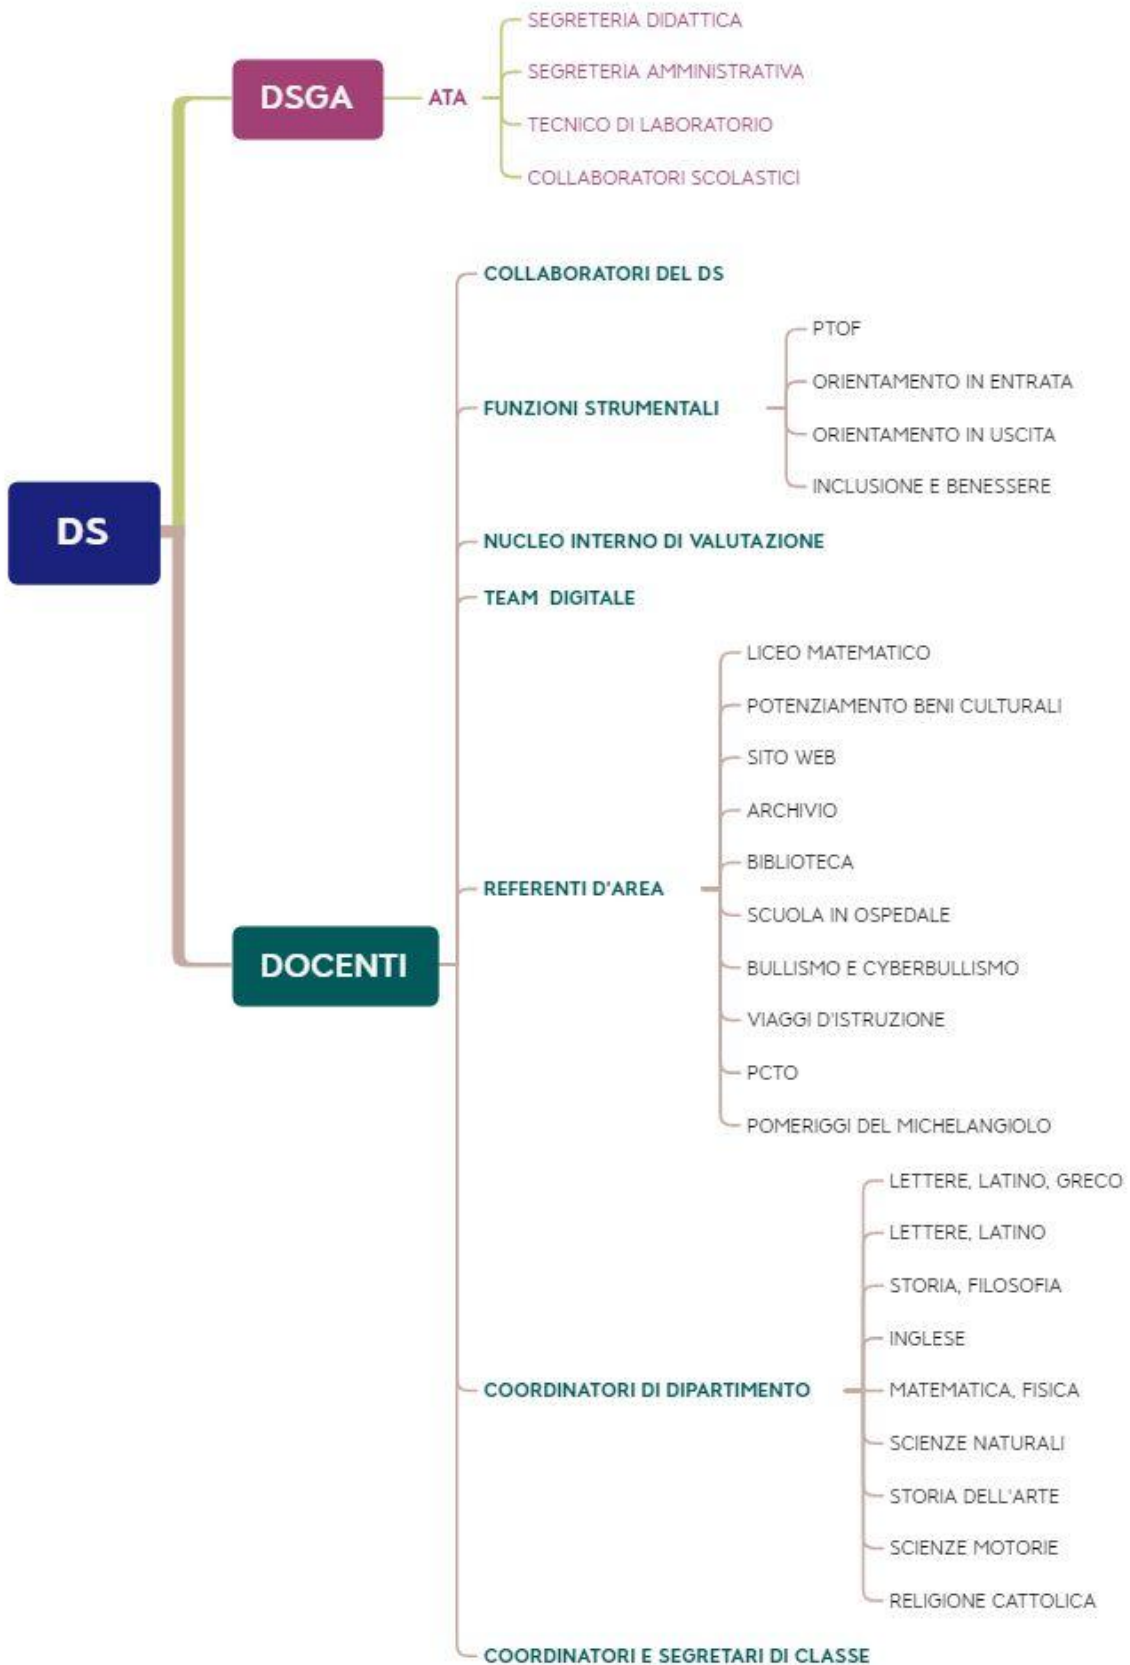 DS
DSGA
ATA
SEGRETERIA DIDATTICA
SEGRETERIA AMMINISTRATIVA
TECNICO DI LABORATORIO
COLLABORATORI SCOLASTICI
DOCENTI
COLLABORATORI DEL DS
FUNZIONI STRUMENTALI
PTOF
ORIENTAMENTO IN ENTRATA
ORIENTAMENTO IN USCITA
INCLUSIONE E BENESSERE
NUCLEO INTERNO DI VALUTAZIONE
TEAM DIGITALE
REFERENTI D'AREA
LICEO MATEMATICO
POTENZIAMENTO BENI CULTURALI
SITO WEB
ARCHIVIO
BIBLIOTECA
SCUOLA IN OSPEDALE
BULLISMO E CYBERBULLISMO
VIAGGI D'ISTRUZIONE
PCTO
POMERIGGI DEL MICHELANGIOLO
COORDINATORI DI DIPARTIMENTO
LETTERE, LATINO, GRECO
LETTERE, LATINO
STORIA, FILOSOFIA
INGLESE
MATEMATICA, FISICA
SCIENZE NATURALI
STORIA DELL'ARTE
SCIENZE MOTORIE
RELIGIONE CATTOLICA
COORDINATORI E SEGRETARI DI CLASSE